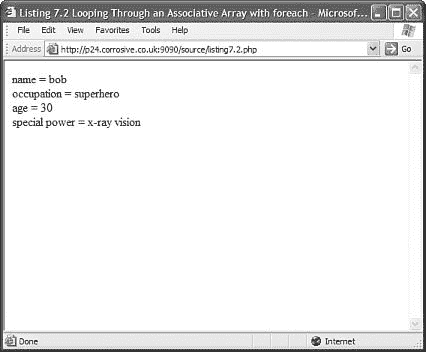 Listing 7.2 Looping Through an Associative Array with foreach - Microsof...
File Edit View Favorites Tools Help
Address http://p24.corrosive.co.uk:9090/source/listing7.2.php Go
name = bob
occupation = superhero
age = 30
special power = x-ray vision
Done Internet